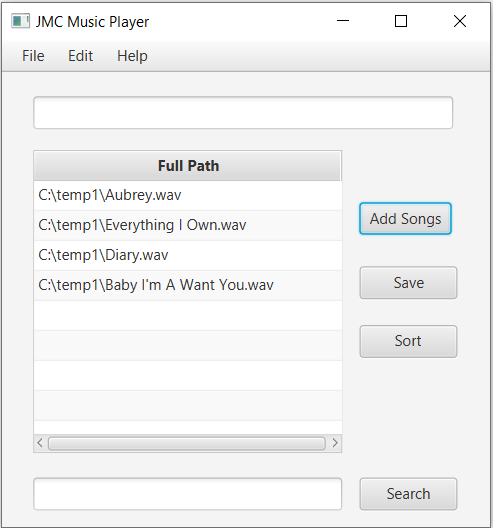 JMC Music Player
File Edit Help
Full Path
C:\temp1\Aubrey.wav
C:\temp1\Everything I Own.wav
C:\temp1\Diary.wav
C:\temp1\Baby I'm A Want You.wav
Add Songs
Save
Sort
Search